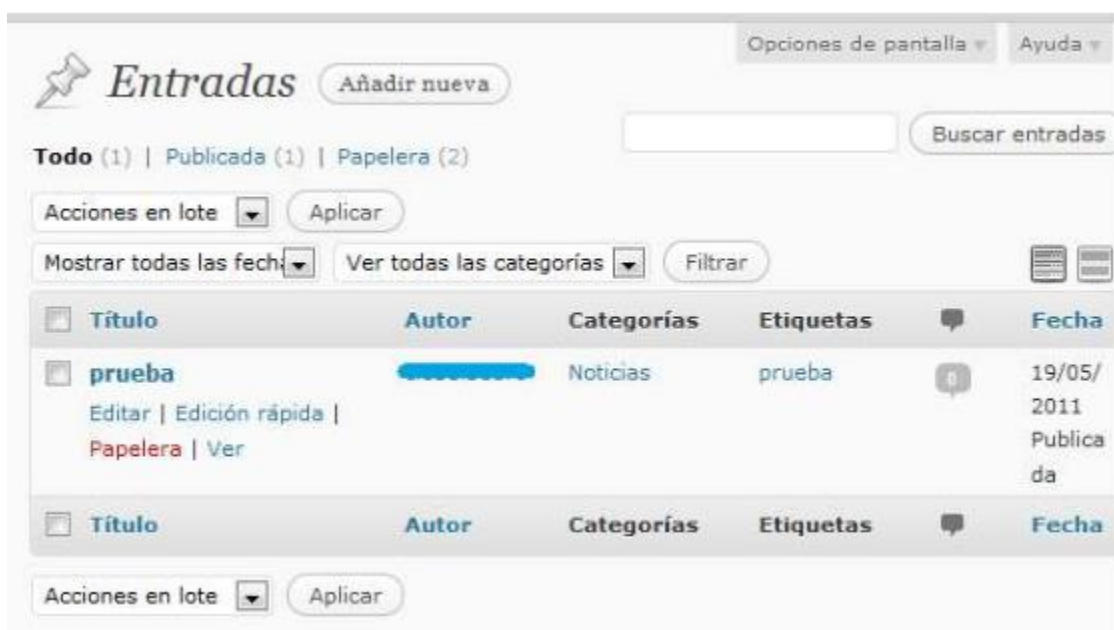 Opciones de pantalla Ayuda
Entradas Añadir nueva
Buscar entradas
Todo (1) | Publicada (1) | Papelera (2)
Acciones en lote Aplicar
Mostrar todas las fech Ver todas las categorías Filtrar
Título Autor Categorías Etiquetas Fecha
prueba Noticias prueba 0 19/05/
Editar | Edición rápida | 2011
Papelera | Ver Publica
da
Título Autor Categorías Etiquetas Fecha
Acciones en lote Aplicar